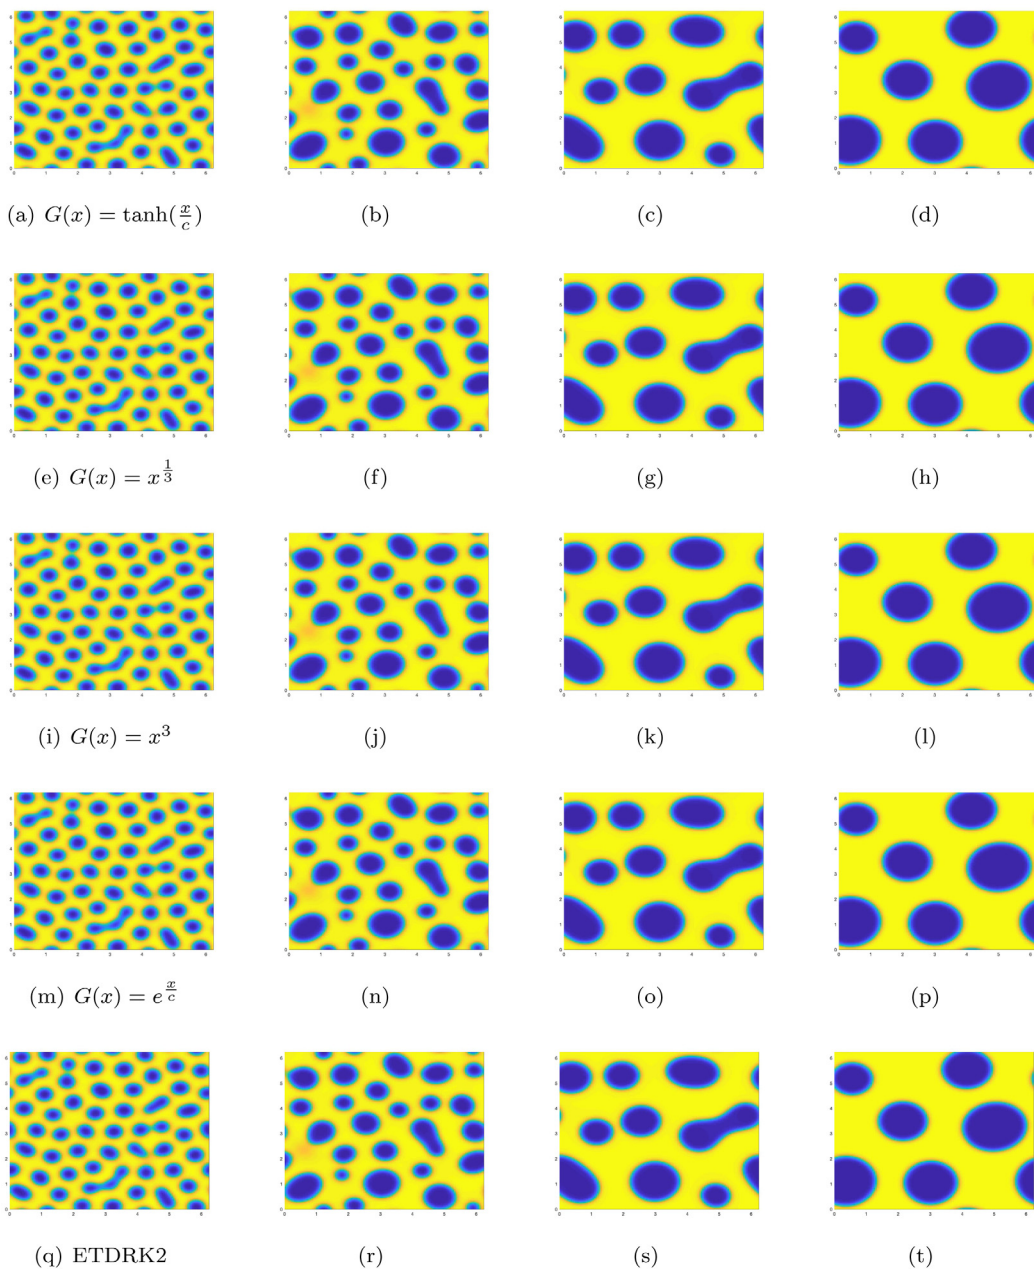 (a) G(x) = tanh(x/c) (b) (c) (d)
(e) G(x) = x^{1/3} (f) (g) (h)
(i) G(x) = x^3 (j) (k) (l)
(m) G(x) = e^{x/c} (n) (o) (p)
(q) ETDRK2 (r) (s) (t)